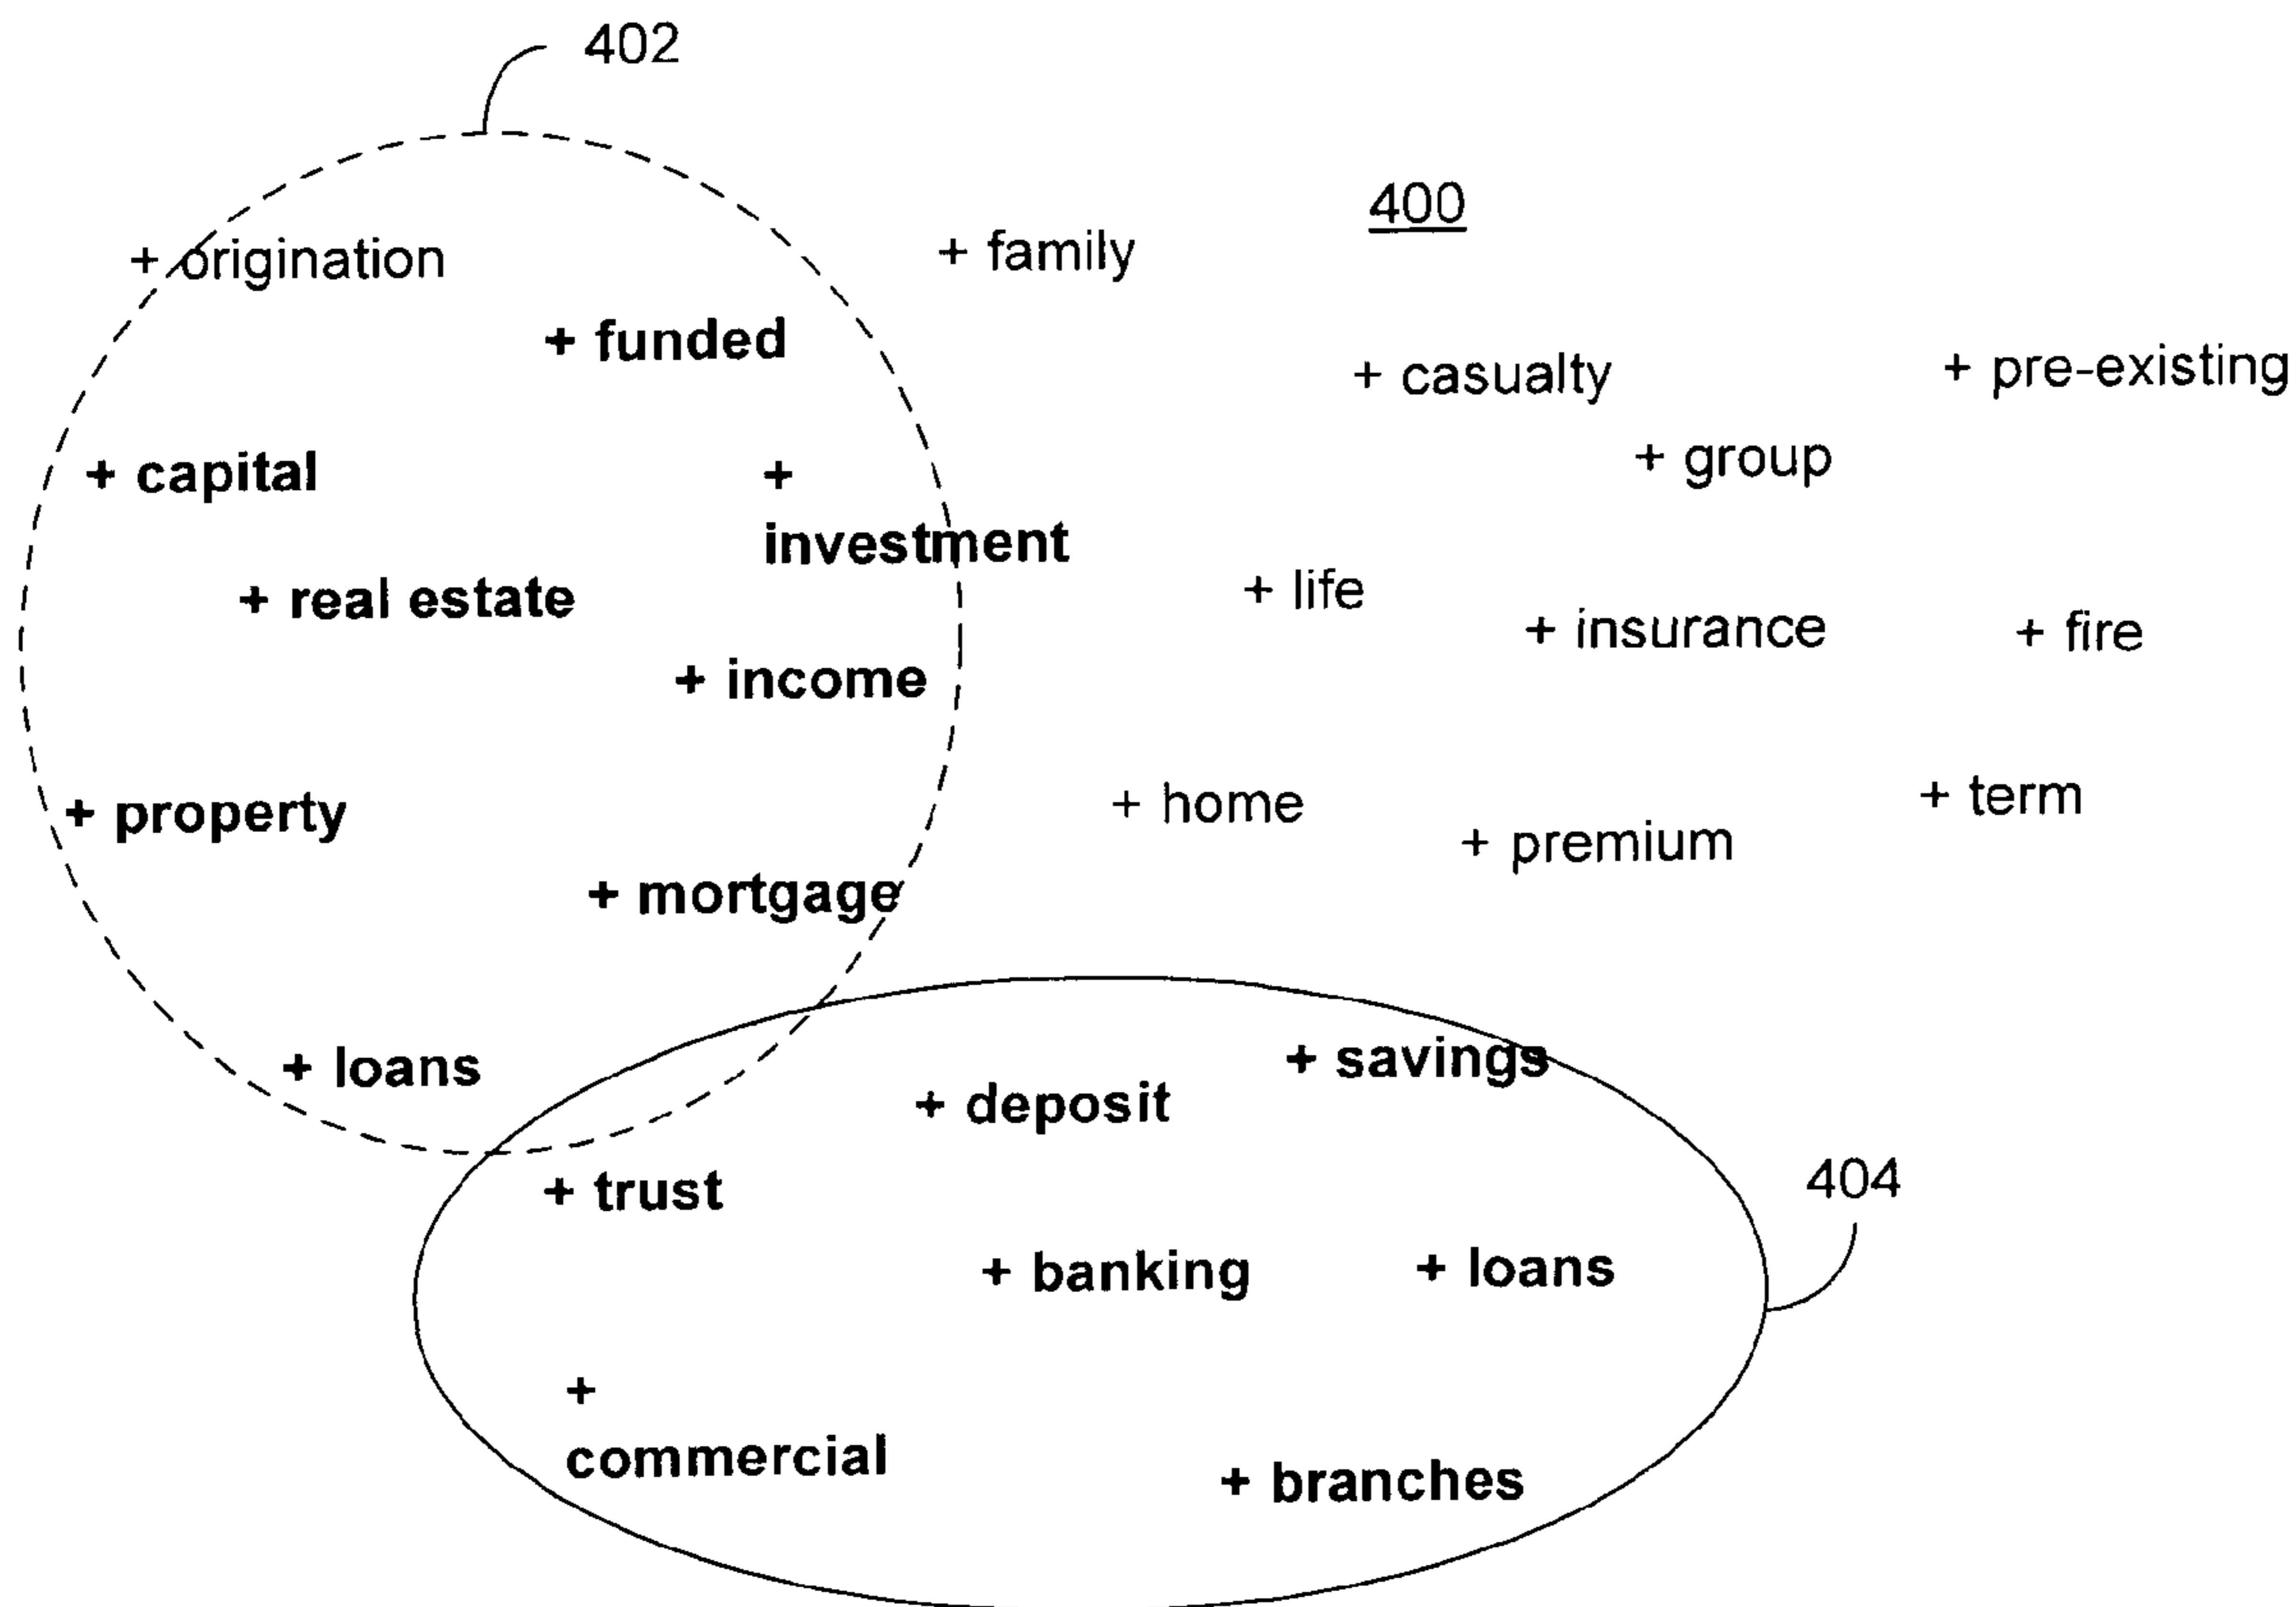 402
400
+ origination
+ family
+ funded
+ casualty
+ pre-existing
+ capital
+
investment
+ group
+ real estate
+ life
+ insurance
+ fire
+ income
+ property
+ home
+ premium
+ term
+ mortgage
+ loans
+ savings
+ deposit
+ trust
404
+ banking
+ loans
+
commercial
+ branches